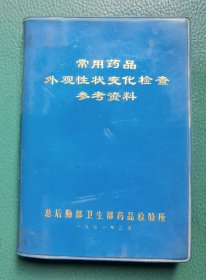 常用药品
外观性状变化检查
参考资料
总后勤部卫生部药品检验所
一九七一年二月